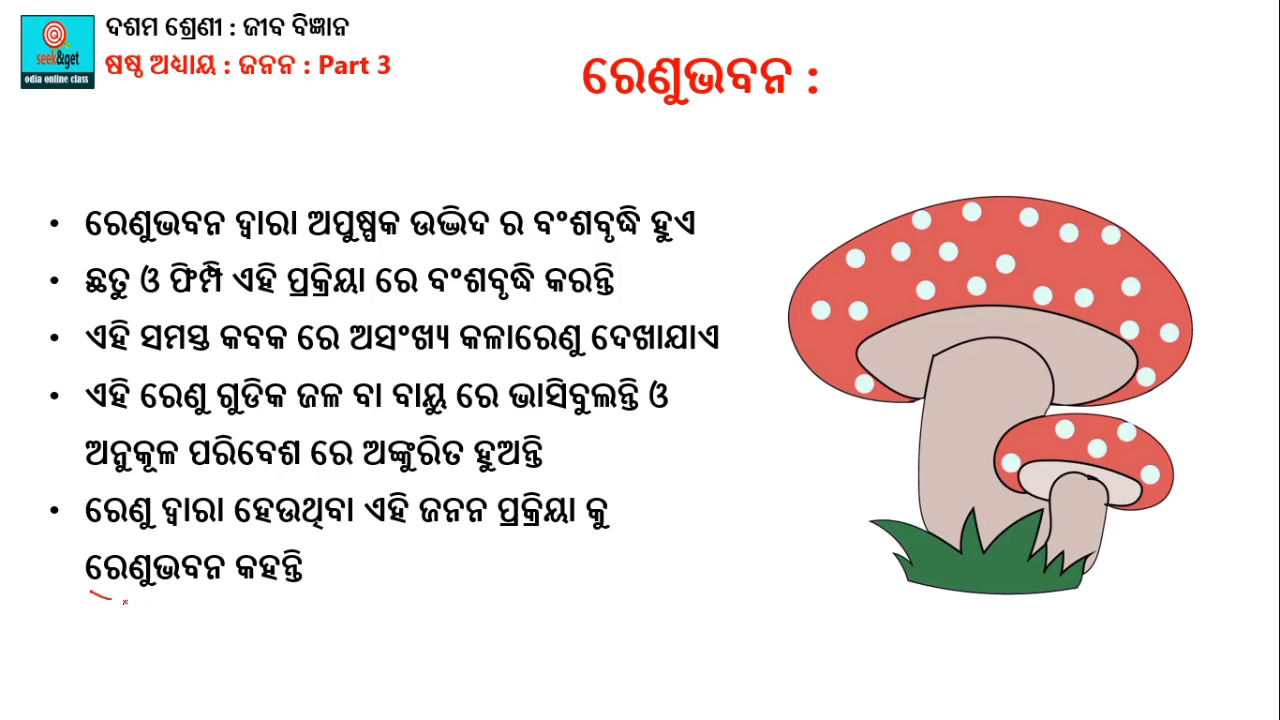 seek&get
odia online class
ଦଶମ ଶ୍ରେଣୀ : ଜୀବ ବିଜ୍ଞାନ
ଷଷ୍ଠ ଅଧ୍ୟାୟ : ଜନନ : Part 3
ରେଣୁଭବନ :
• ରେଣୁଭବନ ଦ୍ୱାରା ଅପୁଷ୍ପକ ଉଦ୍ଭିଦ ର ବଂଶବୃଦ୍ଧି ହୁଏ
• ଛତୁ ଓ ଫିମ୍ପି ଏହି ପ୍ରକ୍ରିୟା ରେ ବଂଶବୃଦ୍ଧି କରନ୍ତି
• ଏହି ସମସ୍ତ କବକ ରେ ଅସଂଖ୍ୟ କଳାରେଣୁ ଦେଖାଯାଏ
• ଏହି ରେଣୁ ଗୁଡିକ ଜଳ ବା ବାୟୁ ରେ ଭାସିବୁଲନ୍ତି ଓ
ଅନୁକୂଳ ପରିବେଶ ରେ ଅଙ୍କୁରିତ ହୁଅନ୍ତି
• ରେଣୁ ଦ୍ୱାରା ହେଉଥିବା ଏହି ଜନନ ପ୍ରକ୍ରିୟା କୁ
ରେଣୁଭବନ କହନ୍ତି